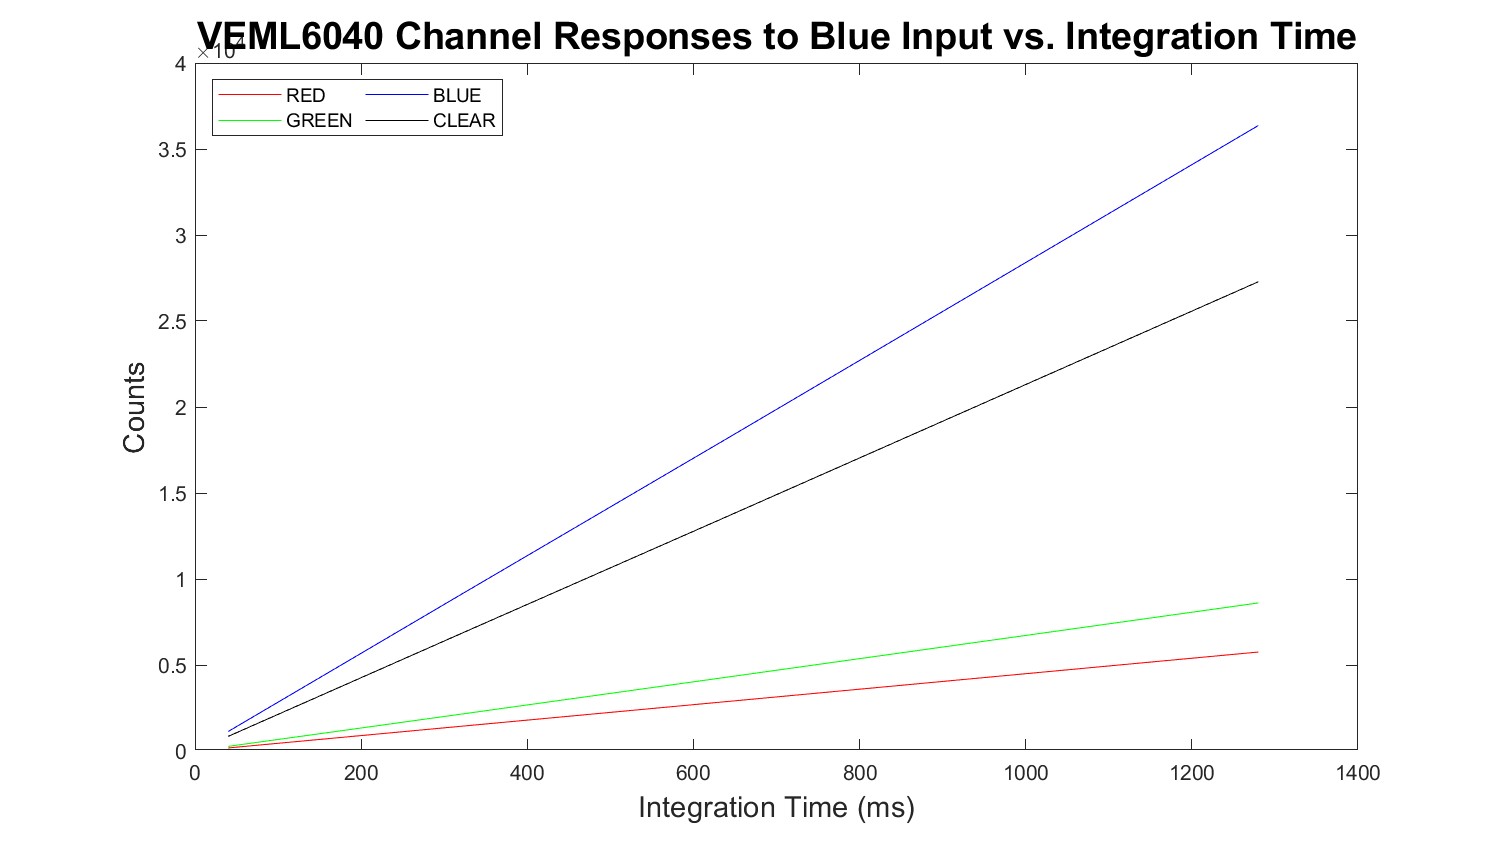 VEML6040 Channel Responses to Blue Input vs. Integration Time
×10⁴
4
3.5
3
2.5
2
1.5
1
0.5
0
RED BLUE
GREEN CLEAR
Counts
0 200 400 600 800 1000 1200 1400
Integration Time (ms)